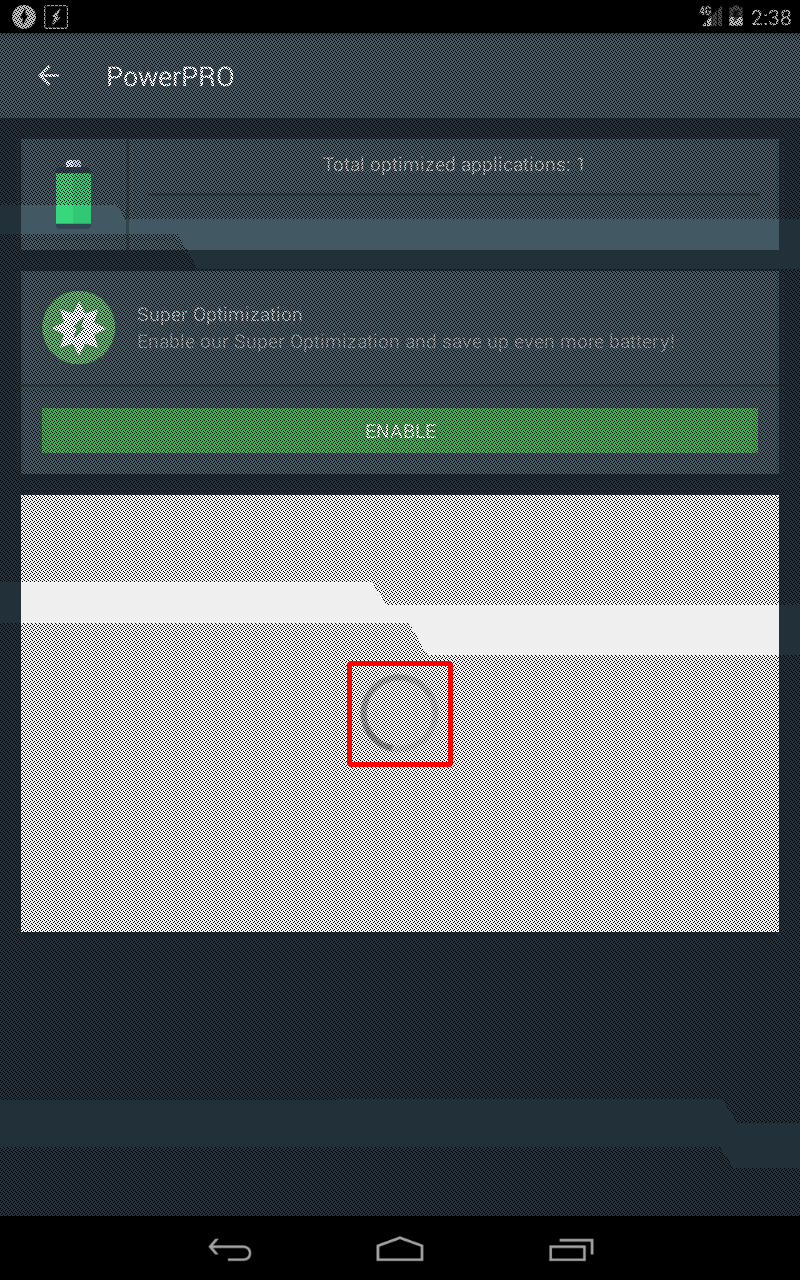 4G 2:38
PowerPRO
Total optimized applications: 1
Super Optimization
Enable our Super Optimization and save up even more battery!
ENABLE